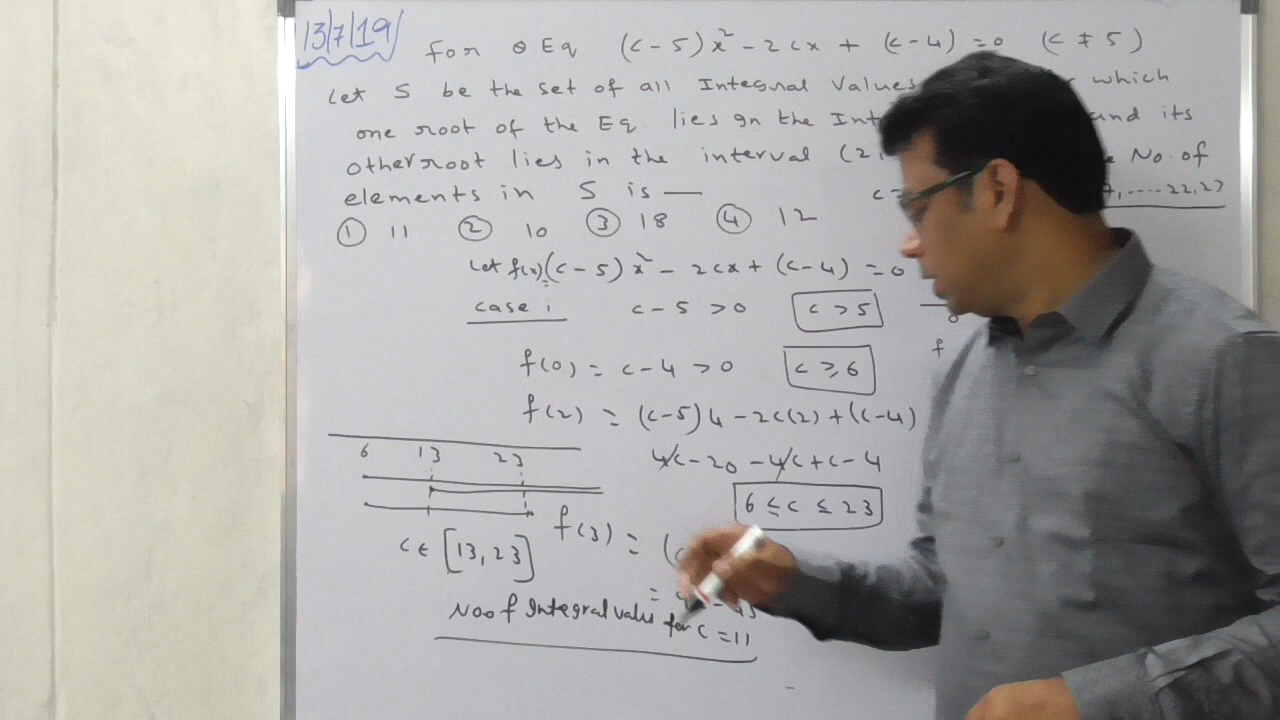 13/7/19
For θ Eq (c-5)x² - 2cx + (c-4) = 0 (c ≠ 5)
Let S be the set of all Integral Values which
one root of the Eq. lies in the Int and its
other root lies in the interval (2, No. of
elements in S is — c= 7, ....22, 23
① 11 ② 10 ③ 18 ④ 12
Let f(x) (c-5)x² - 2cx + (c-4) = 0
case i c-5 > 0 c > 5
f(0) = c-4 > 0 c ≥ 6
f
f(2) = (c-5)4 - 2c(2) + (c-4)
6 13 23 4c - 20 - 4c + c - 4
6 ≤ c ≤ 23
f(3) = (c
c ∈ [13, 23]
=
No of Integral value for c = 11